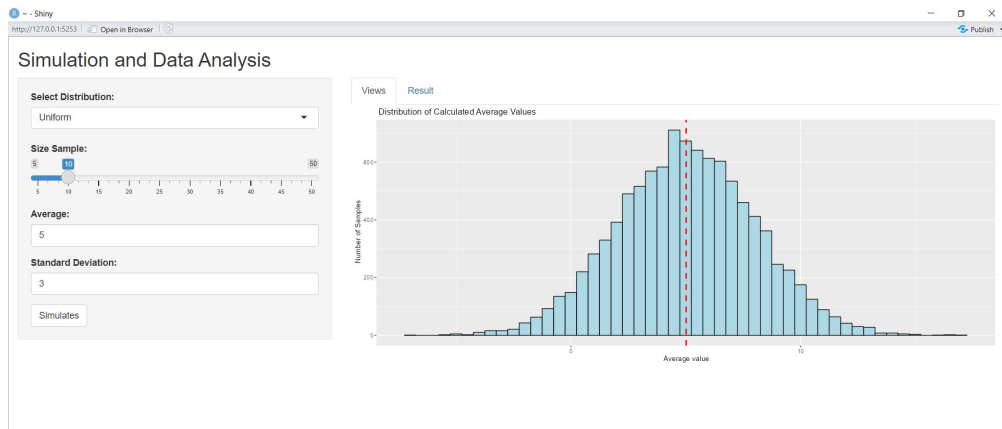 ~ - - Shiny
http://127.0.0.1:5253 Open in Browser Publish
Simulation and Data Analysis
Select Distribution:
Uniform
Size Sample:
5 10 50
5 10 15 20 25 30 35 40 45 50
Average:
5
Standard Deviation:
3
Simulates
Views Result
Distribution of Calculated Average Values
Number of Samples
600
400
200
0
0 10
Average value